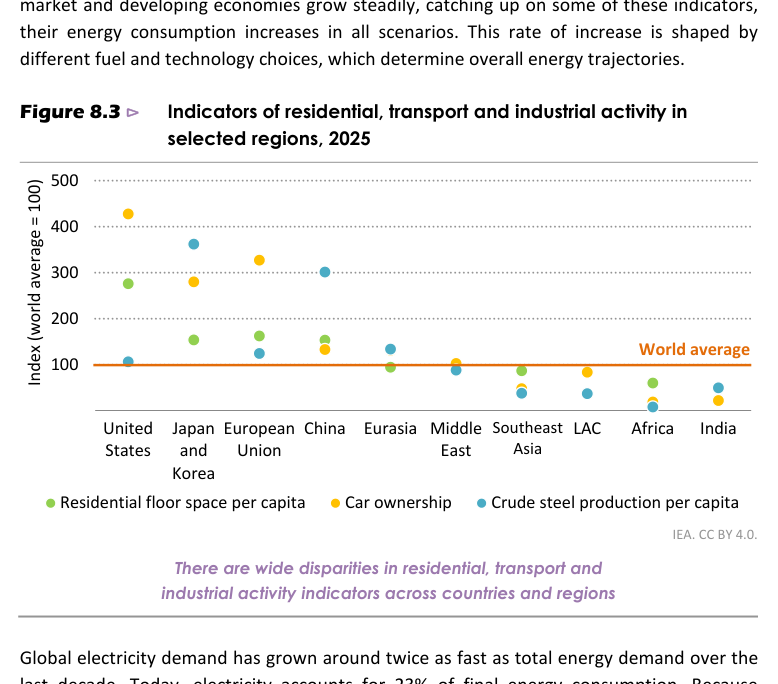 market and developing economies grow steadily, catching up on some of these indicators,
their energy consumption increases in all scenarios. This rate of increase is shaped by
different fuel and technology choices, which determine overall energy trajectories.
Figure 8.3 ▷ Indicators of residential, transport and industrial activity in
selected regions, 2025
Index (world average = 100)
500
400
300
200
100
World average
United States
Japan and Korea
European Union
China
Eurasia
Middle East
Southeast Asia
LAC
Africa
India
Residential floor space per capita
Car ownership
Crude steel production per capita
IEA. CC BY 4.0.
There are wide disparities in residential, transport and
industrial activity indicators across countries and regions
Global electricity demand has grown around twice as fast as total energy demand over the
last decade. Today, electricity accounts for 23% of final energy consumption. Because